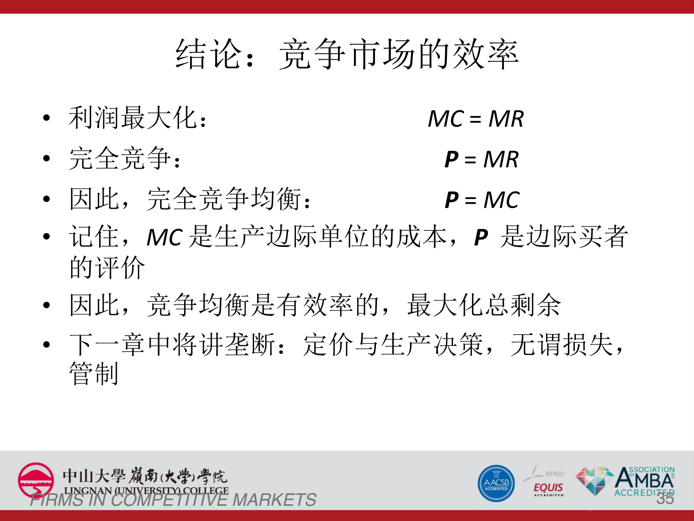 结论：竞争市场的效率
• 利润最大化： MC = MR
• 完全竞争： P = MR
• 因此，完全竞争均衡： P = MC
• 记住，MC 是生产边际单位的成本，P 是边际买者
的评价
• 因此，竞争均衡是有效率的，最大化总剩余
• 下一章中将讲垄断：定价与生产决策，无谓损失，
管制
中山大學 嶺南(大學)學院
LINGNAN (UNIVERSITY) COLLEGE
FIRMS IN COMPETITIVE MARKETS
AACSB
ACCREDITED
EFMD
EQUIS
ACCREDITED
ASSOCIATION
OF MBAS
AMBA
ACCREDITED
35